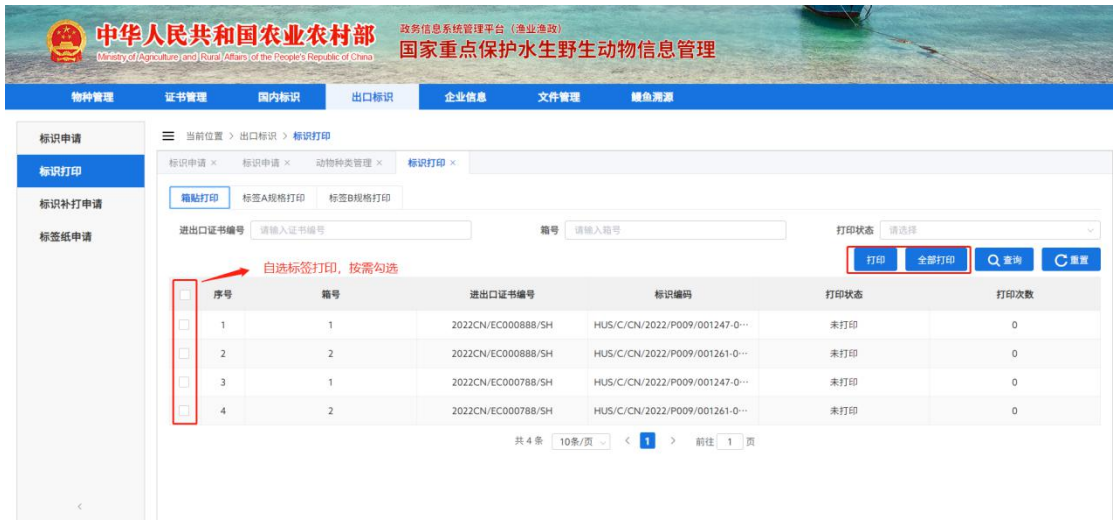 中华人民共和国农业农村部
Ministry of Agriculture and Rural Affairs of the People's Republic of China
政务信息系统管理平台（渔业渔政）
国家重点保护水生野生动物信息管理
物种管理 证书管理 国内标识 出口标识 企业信息 文件管理 鳗鱼溯源
标识申请
标识打印
标识补打申请
标签纸申请
当前位置 > 出口标识 > 标识打印
标识申请 × 标识申请 × 动物种类管理 × 标识打印 ×
箱贴打印 标签A规格打印 标签B规格打印
进出口证书编号 请输入证书编号 箱号 请输入箱号 打印状态 请选择
打印 全部打印 查询 重置
自选标签打印，按需勾选
序号 箱号 进出口证书编号 标识编码 打印状态 打印次数
1 1 2022CN/EC000888/SH HUS/C/CN/2022/P009/001247-0… 未打印 0
2 2 2022CN/EC000888/SH HUS/C/CN/2022/P009/001261-0… 未打印 0
3 1 2022CN/EC000788/SH HUS/C/CN/2022/P009/001247-0… 未打印 0
4 2 2022CN/EC000788/SH HUS/C/CN/2022/P009/001261-0… 未打印 0
共 4 条 10条/页 < 1 > 前往 1 页
<